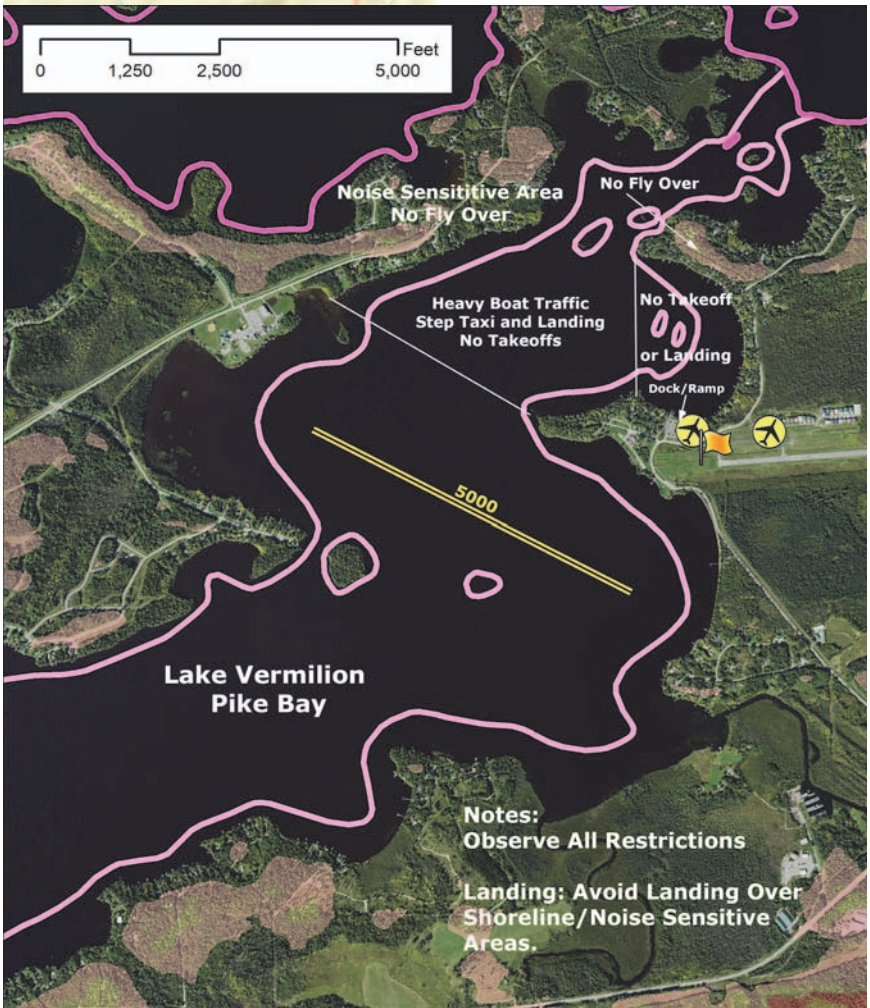 Feet
0 1,250 2,500 5,000
Noise Sensititive Area
No Fly Over
No Fly Over
Heavy Boat Traffic
Step Taxi and Landing
No Takeoffs
No Takeoff
or Landing
Dock/Ramp
5000
Lake Vermilion
Pike Bay
Notes:
Observe All Restrictions
Landing: Avoid Landing Over
Shoreline/Noise Sensitive
Areas.